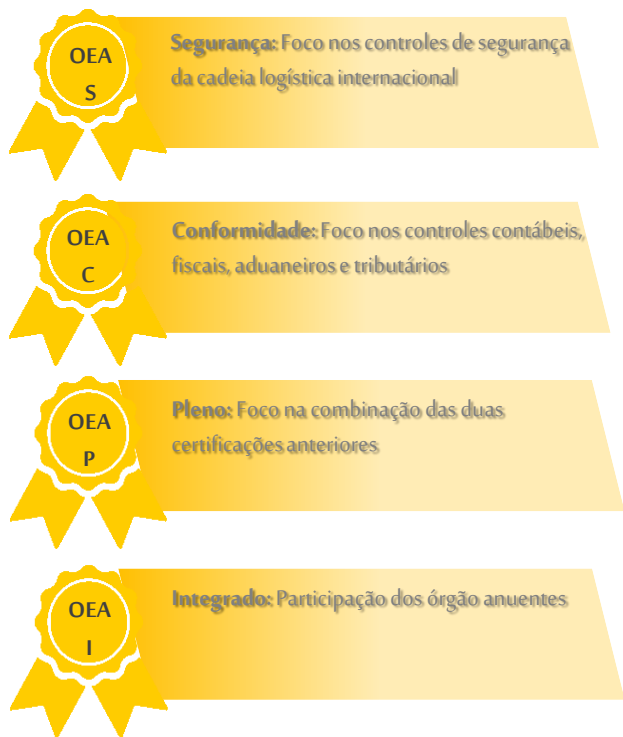 OEA
S
Segurança: Foco nos controles de segurança
da cadeia logística internacional
OEA
C
Conformidade: Foco nos controles contábeis,
fiscais, aduaneiros e tributários
OEA
P
Pleno: Foco na combinação das duas
certificações anteriores
OEA
I
Integrado: Participação dos órgão anuentes